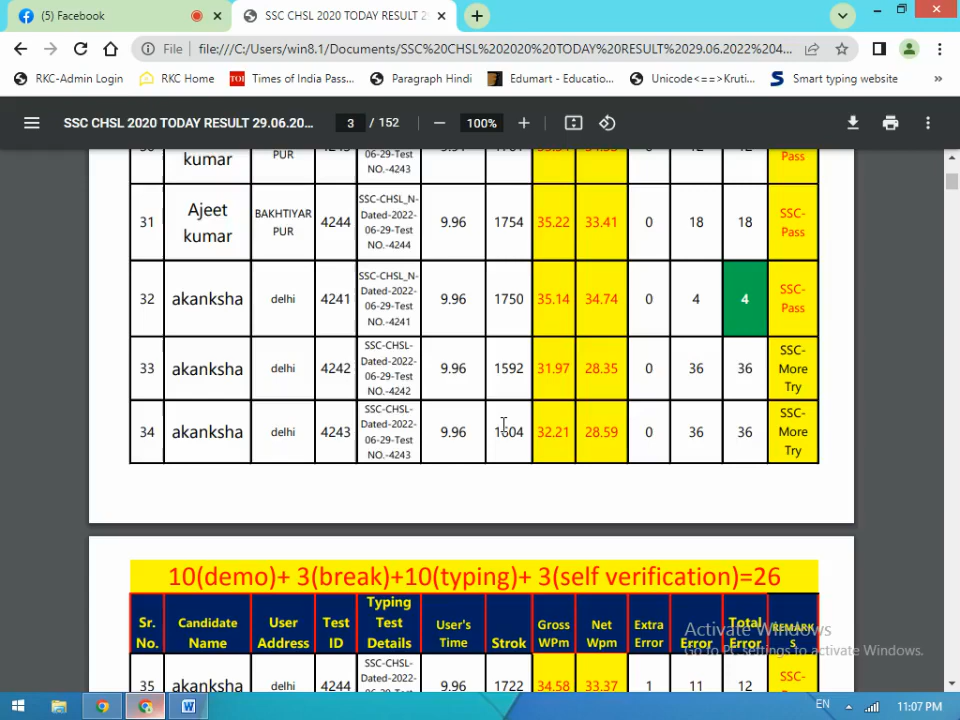 (5) Facebook
SSC CHSL 2020 TODAY RESULT 2
File file:///C:/Users/win8.1/Documents/SSC%20CHSL%202020%20TODAY%20RESULT%2029.06.2022%204...
RKC-Admin Login RKC Home TOI Times of India Pass... Paragraph Hindi Edumart - Educatio... Unicode<==>Kruti... Smart typing website »
SSC CHSL 2020 TODAY RESULT 29.06.20... 3 / 152 100%
kumar PUR 06-29-Test NO.-4243 Pass
31 Ajeet kumar BAKHTIYAR PUR 4244 SSC-CHSL_N-Dated-2022-06-29-Test NO.-4244 9.96 1754 35.22 33.41 0 18 18 SSC-Pass
32 akanksha delhi 4241 SSC-CHSL_N-Dated-2022-06-29-Test NO.-4241 9.96 1750 35.14 34.74 0 4 4 SSC-Pass
33 akanksha delhi 4242 SSC-CHSL-Dated-2022-06-29-Test NO.-4242 9.96 1592 31.97 28.35 0 36 36 SSC-More Try
34 akanksha delhi 4243 SSC-CHSL-Dated-2022-06-29-Test NO.-4243 9.96 1604 32.21 28.59 0 36 36 SSC-More Try
10(demo)+ 3(break)+10(typing)+ 3(self verification)=26
Sr. No. Candidate Name User Address Test ID Typing Test Details User's Time Strok Gross WPm Net Wpm Extra Error Error Total Error REMARKS
35 akanksha delhi 4244 SSC-CHSL-Dated-2022-06-29-Test 9.96 1722 34.58 33.37 1 11 12 SSC-
Activate Windows
Go to PC settings to activate Windows.
EN 11:07 PM